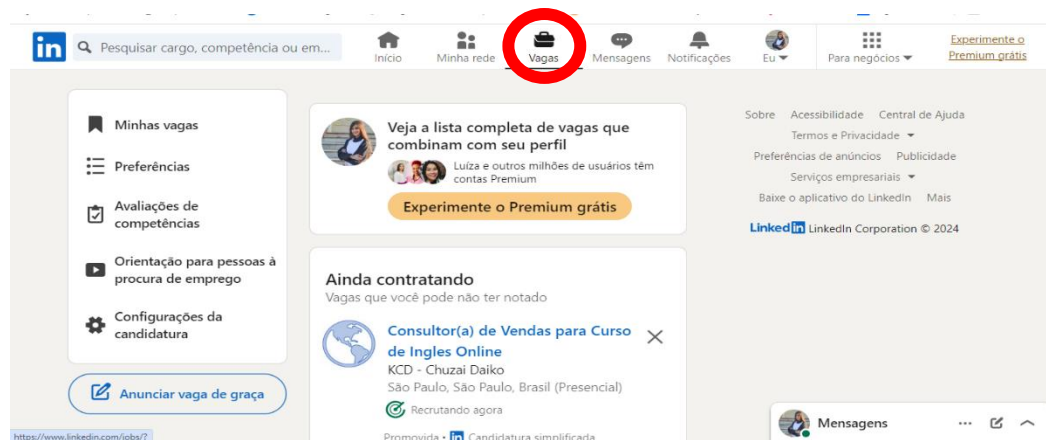 in
Pesquisar cargo, competência ou em...
Início
Minha rede
Vagas
Mensagens
Notificações
Eu
Para negócios
Experimente o
Premium grátis
Minhas vagas
Preferências
Avaliações de
competências
Orientação para pessoas à
procura de emprego
Configurações da
candidatura
Anunciar vaga de graça
https://www.linkedin.com/jobs/?
Veja a lista completa de vagas que
combinam com seu perfil
Luíza e outros milhões de usuários têm
contas Premium
Experimente o Premium grátis
Ainda contratando
Vagas que você pode não ter notado
Consultor(a) de Vendas para Curso
de Ingles Online
KCD - Chuzai Daiko
São Paulo, São Paulo, Brasil (Presencial)
Recrutando agora
Promovida • in Candidatura simplificada
Sobre Acessibilidade Central de Ajuda
Termos e Privacidade
Preferências de anúncios Publicidade
Serviços empresariais
Baixe o aplicativo do LinkedIn Mais
Linked in LinkedIn Corporation © 2024
Mensagens